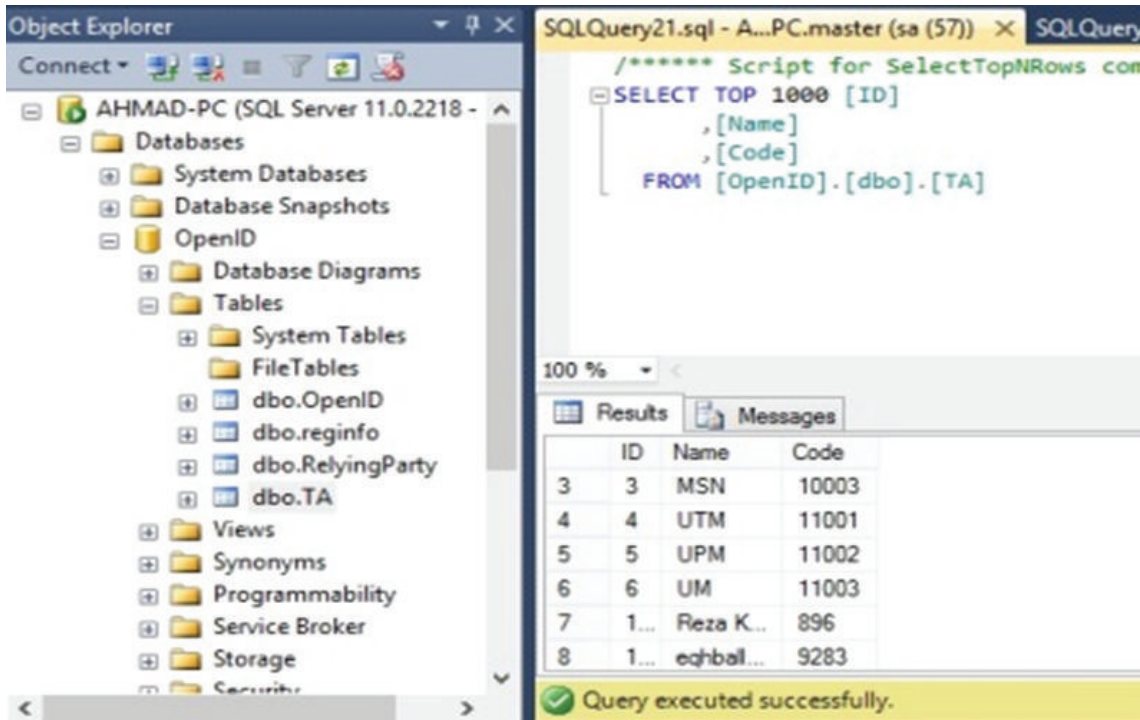 Object Explorer
Connect
AHMAD-PC (SQL Server 11.0.2218 -
Databases
System Databases
Database Snapshots
OpenID
Database Diagrams
Tables
System Tables
FileTables
dbo.OpenID
dbo.reginfo
dbo.RelyingParty
dbo.TA
Views
Synonyms
Programmability
Service Broker
Storage
Security
SQLQuery21.sql - A...PC.master (sa (57)) SQLQuery
/****** Script for SelectTopNRows com
SELECT TOP 1000 [ID]
,[Name]
,[Code]
FROM [OpenID].[dbo].[TA]
100 %
Results Messages
ID Name Code
3 3 MSN 10003
4 4 UTM 11001
5 5 UPM 11002
6 6 UM 11003
7 1... Reza K... 896
8 1... eqhball... 9283
Query executed successfully.